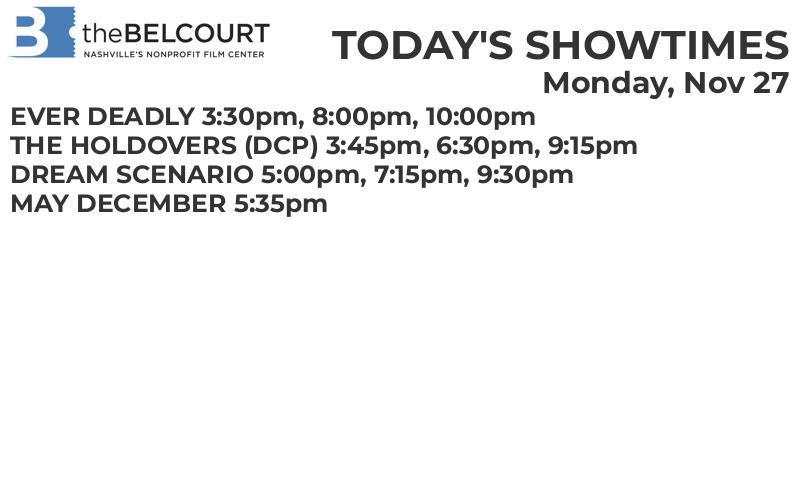 B theBELCOURT
NASHVILLE'S NONPROFIT FILM CENTER
TODAY'S SHOWTIMES
Monday, Nov 27
EVER DEADLY 3:30pm, 8:00pm, 10:00pm
THE HOLDOVERS (DCP) 3:45pm, 6:30pm, 9:15pm
DREAM SCENARIO 5:00pm, 7:15pm, 9:30pm
MAY DECEMBER 5:35pm